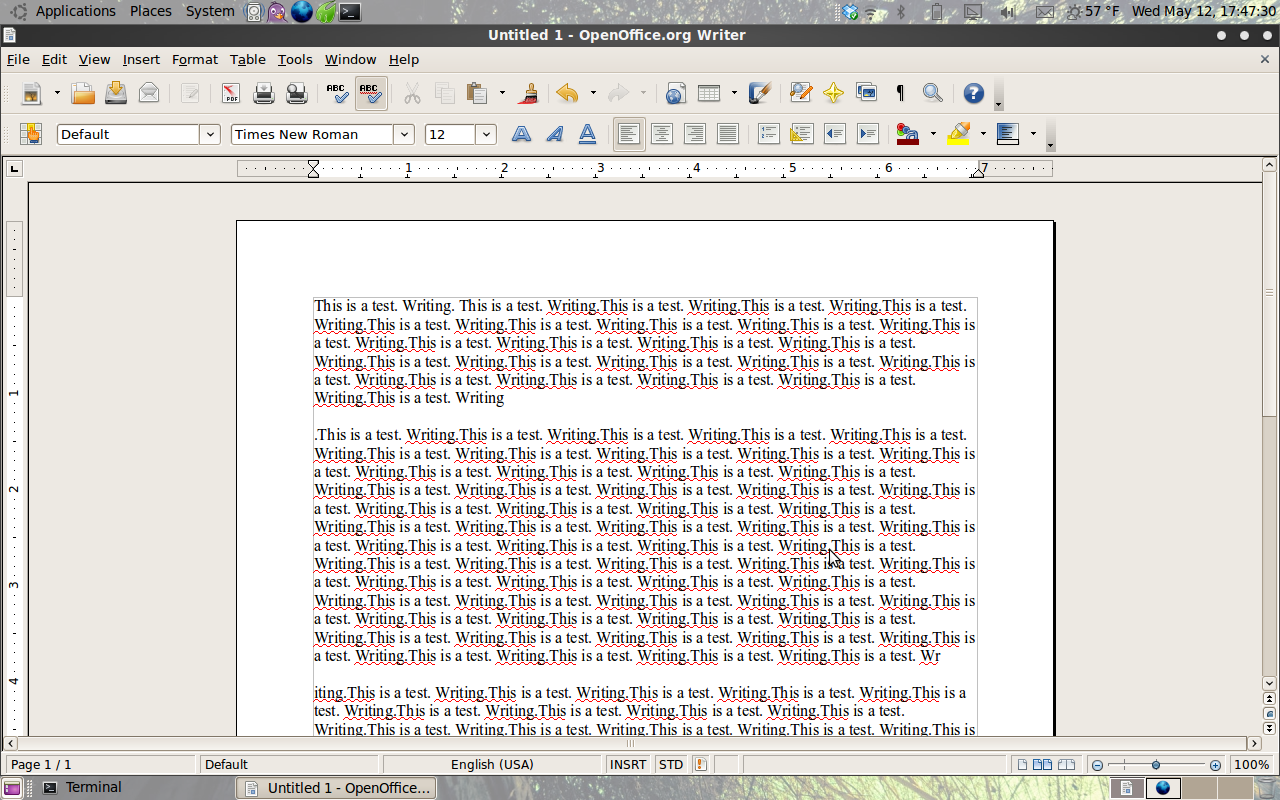 Applications Places System 57 °F Wed May 12, 17:47:30
Untitled 1 - OpenOffice.org Writer
File Edit View Insert Format Table Tools Window Help
PDF ABC ABC
Default Times New Roman 12
1 2 3 4 5 6 7
This is a test. Writing. This is a test. Writing.This is a test. Writing.This is a test. Writing.This is a test.
Writing.This is a test. Writing.This is a test. Writing.This is a test. Writing.This is a test. Writing.This is
a test. Writing.This is a test. Writing.This is a test. Writing.This is a test. Writing.This is a test.
Writing.This is a test. Writing.This is a test. Writing.This is a test. Writing.This is a test. Writing.This is
a test. Writing.This is a test. Writing.This is a test. Writing.This is a test. Writing.This is a test.
Writing.This is a test. Writing
.This is a test. Writing.This is a test. Writing.This is a test. Writing.This is a test. Writing.This is a test.
Writing.This is a test. Writing.This is a test. Writing.This is a test. Writing.This is a test. Writing.This is
a test. Writing.This is a test. Writing.This is a test. Writing.This is a test. Writing.This is a test.
Writing.This is a test. Writing.This is a test. Writing.This is a test. Writing.This is a test. Writing.This is
a test. Writing.This is a test. Writing.This is a test. Writing.This is a test. Writing.This is a test.
Writing.This is a test. Writing.This is a test. Writing.This is a test. Writing.This is a test. Writing.This is
a test. Writing.This is a test. Writing.This is a test. Writing.This is a test. Writing.This is a test.
Writing.This is a test. Writing.This is a test. Writing.This is a test. Writing.This is a test. Writing.This is
a test. Writing.This is a test. Writing.This is a test. Writing.This is a test. Writing.This is a test.
Writing.This is a test. Writing.This is a test. Writing.This is a test. Writing.This is a test. Writing.This is
a test. Writing.This is a test. Writing.This is a test. Writing.This is a test. Writing.This is a test.
Writing.This is a test. Writing.This is a test. Writing.This is a test. Writing.This is a test. Writing.This is
a test. Writing.This is a test. Writing.This is a test. Writing.This is a test. Writing.This is a test. Wr
iting.This is a test. Writing.This is a test. Writing.This is a test. Writing.This is a test. Writing.This is a
test. Writing.This is a test. Writing.This is a test. Writing.This is a test. Writing.This is a test.
Writing.This is a test. Writing.This is a test. Writing.This is a test. Writing.This is a test. Writing.This is
1
2
3
4
Page 1 / 1 Default English (USA) INSRT STD 100%
Terminal Untitled 1 - OpenOffice...